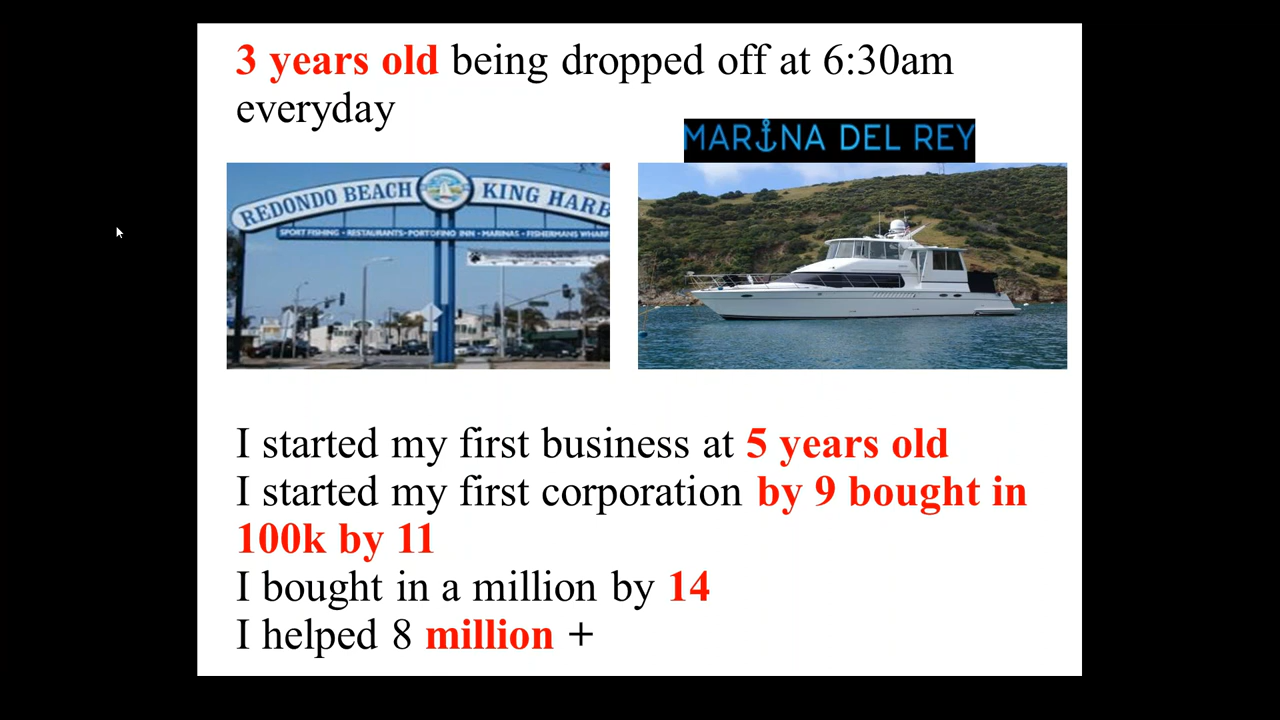 3 years old being dropped off at 6:30am
everyday
MARINA DEL REY
REDONDO BEACH KING HARB
SPORT FISHING • RESTAURANTS • PORTOFINO INN • MARINAS • FISHERMANS WHARF
I started my first business at 5 years old
I started my first corporation by 9 bought in
100k by 11
I bought in a million by 14
I helped 8 million +